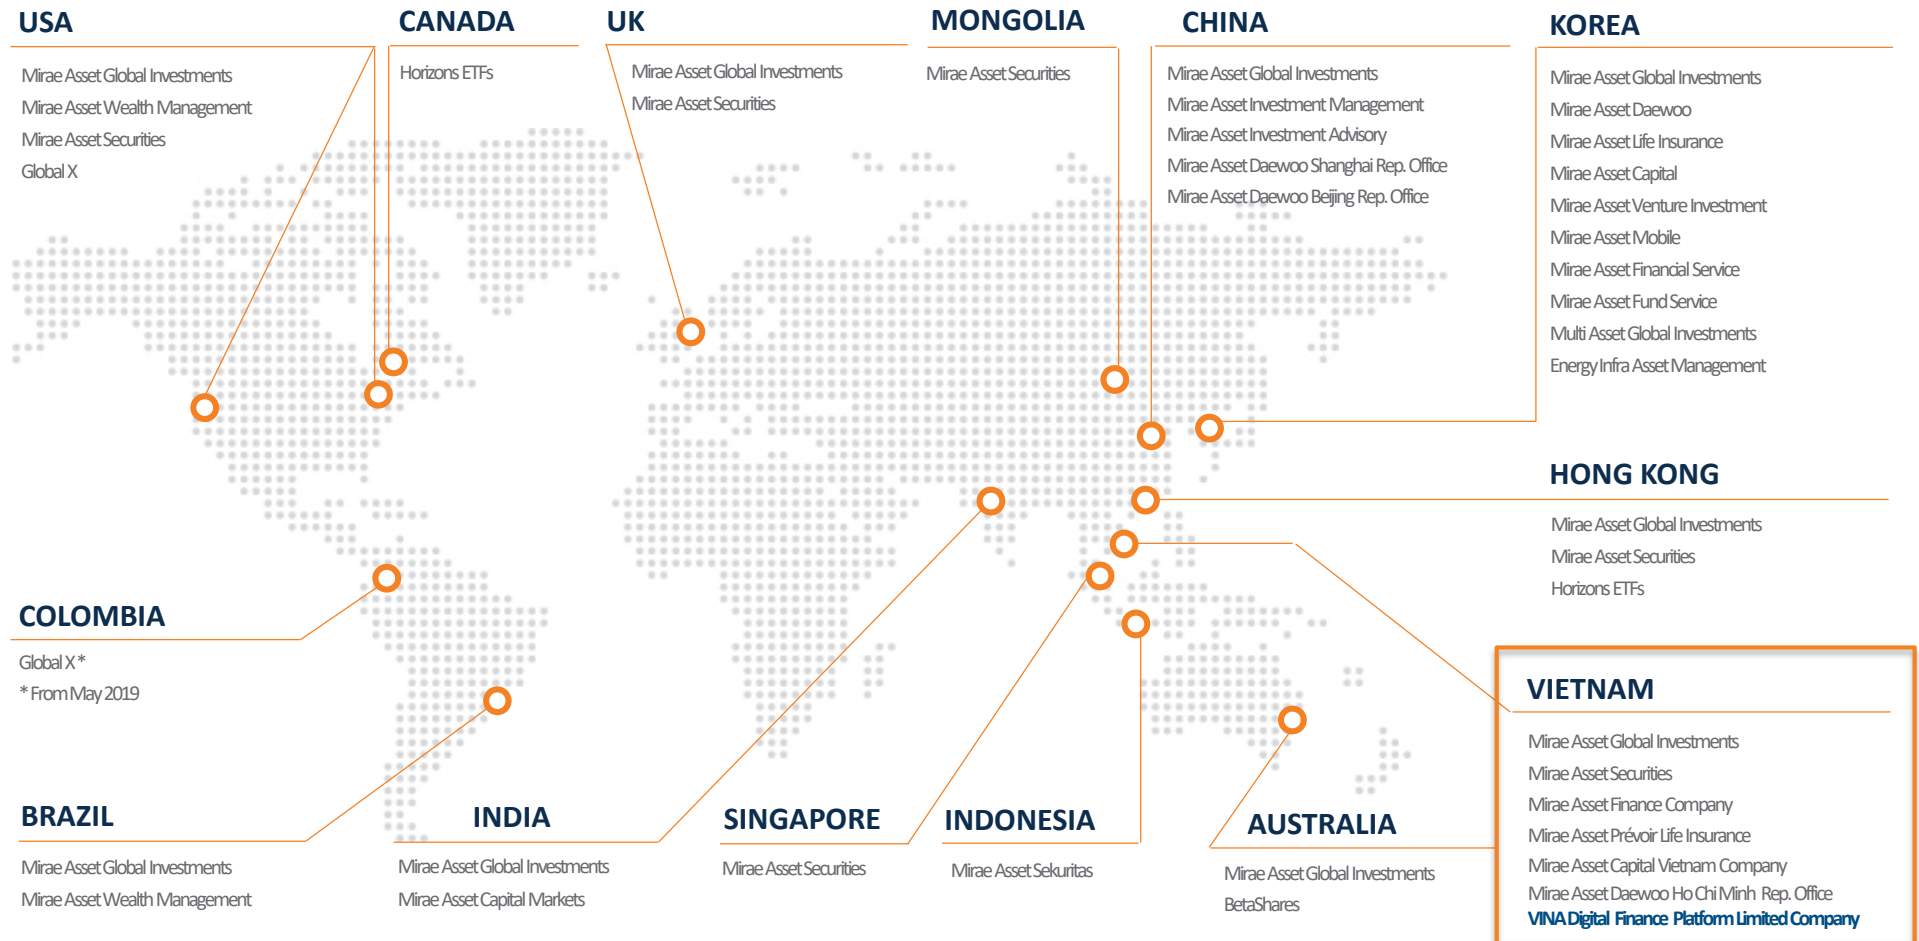 USA
Mirae Asset Global Investments
Mirae Asset Wealth Management
Mirae Asset Securities
Global X
CANADA
Horizons ETFs
UK
Mirae Asset Global Investments
Mirae Asset Securities
MONGOLIA
Mirae Asset Securities
CHINA
Mirae Asset Global Investments
Mirae Asset Investment Management
Mirae Asset Investment Advisory
Mirae Asset Daewoo Shanghai Rep. Office
Mirae Asset Daewoo Beijing Rep. Office
KOREA
Mirae Asset Global Investments
Mirae Asset Daewoo
Mirae Asset Life Insurance
Mirae Asset Capital
Mirae Asset Venture Investment
Mirae Asset Mobile
Mirae Asset Financial Service
Mirae Asset Fund Service
Multi Asset Global Investments
Energy Infra Asset Management
HONG KONG
Mirae Asset Global Investments
Mirae Asset Securities
Horizons ETFs
COLOMBIA
Global X *
* From May 2019
BRAZIL
Mirae Asset Global Investments
Mirae Asset Wealth Management
INDIA
Mirae Asset Global Investments
Mirae Asset Capital Markets
SINGAPORE
Mirae Asset Securities
INDONESIA
Mirae Asset Sekuritas
AUSTRALIA
Mirae Asset Global Investments
BetaShares
VIETNAM
Mirae Asset Global Investments
Mirae Asset Securities
Mirae Asset Finance Company
Mirae Asset Prévoir Life Insurance
Mirae Asset Capital Vietnam Company
Mirae Asset Daewoo Ho Chi Minh Rep. Office
VINA Digital Finance Platform Limited Company